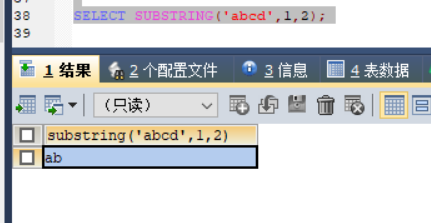 38 SELECT SUBSTRING('abcd',1,2);
39
1 结果 2 个配置文件 3 信息 4 表数据
（只读）
substring('abcd',1,2)
ab